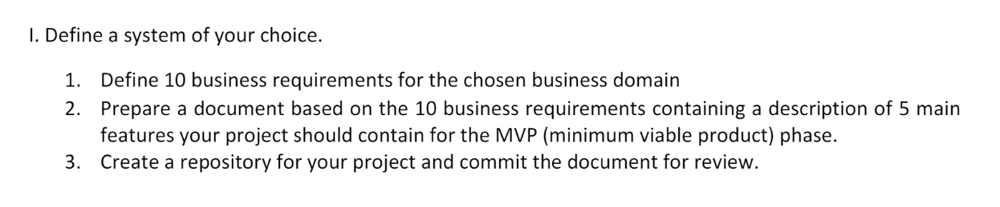 I. Define a system of your choice.
1. Define 10 business requirements for the chosen business domain
2. Prepare a document based on the 10 business requirements containing a description of 5 main
features your project should contain for the MVP (minimum viable product) phase.
3. Create a repository for your project and commit the document for review.